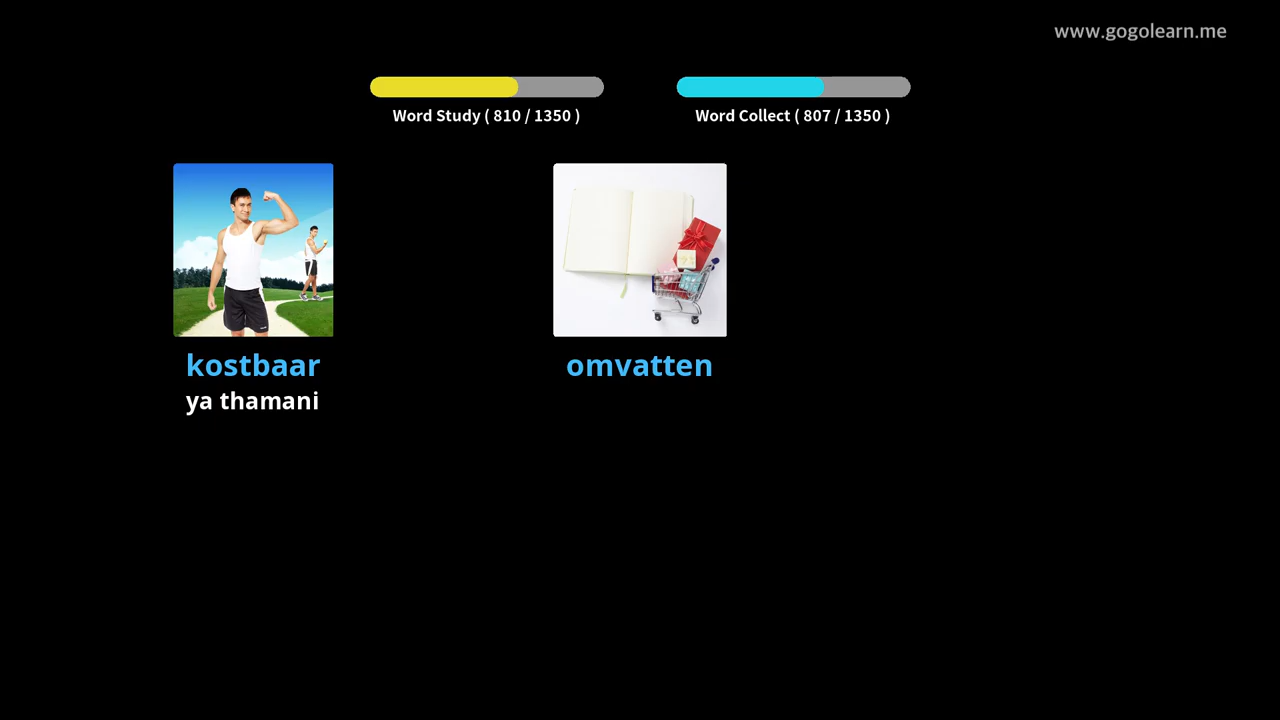 www.gogolearn.me
Word Study ( 810 / 1350 )
Word Collect ( 807 / 1350 )
kostbaar
ya thamani
omvatten